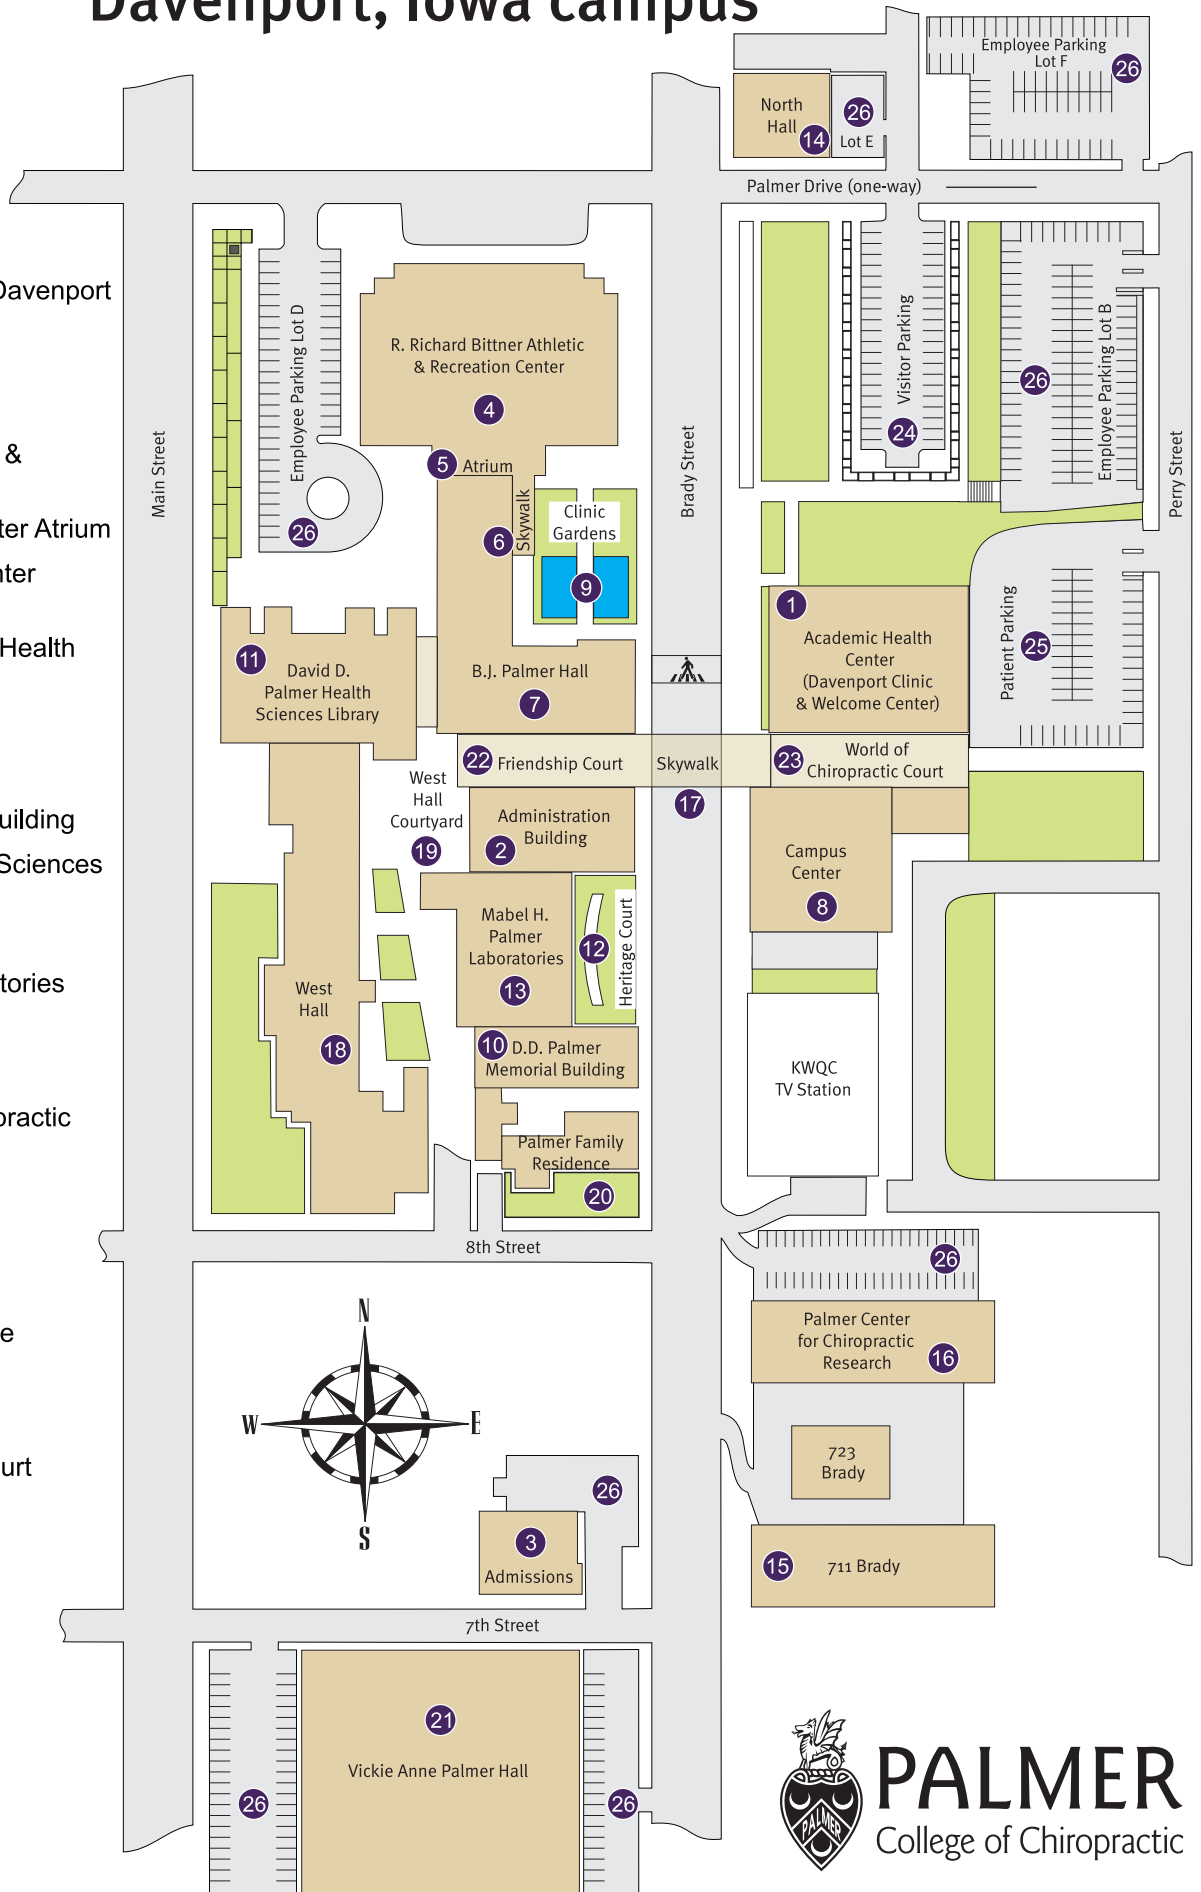 Davenport, Iowa campus
Employee Parking
Lot F
26
North
Hall
14
26
Lot E
Palmer Drive (one-way)
Davenport
&
ter Atrium
nter
Health
uilding
Sciences
tories
practic
e
urt
Main Street
Employee Parking Lot D
26
R. Richard Bittner Athletic
& Recreation Center
4
5
Atrium
6
Skywalk
Clinic
Gardens
9
Brady Street
Visitor Parking
24
26
Employee Parking Lot B
Perry Street
11
David D.
Palmer Health
Sciences Library
B.J. Palmer Hall
7
1
Academic Health
Center
(Davenport Clinic
& Welcome Center)
Patient Parking
25
22
Friendship Court
Skywalk
17
23
World of
Chiropractic Court
West
Hall
Courtyard
19
Administration
Building
2
Campus
Center
8
Mabel H.
Palmer
Laboratories
13
12
Heritage Court
West
Hall
18
10
D.D. Palmer
Memorial Building
KWQC
TV Station
Palmer Family
Residence
20
8th Street
26
Palmer Center
for Chiropractic
Research
16
N
W
E
S
723
Brady
26
3
Admissions
15
711 Brady
7th Street
21
Vickie Anne Palmer Hall
26
26
PALMER
PALMER
College of Chiropractic